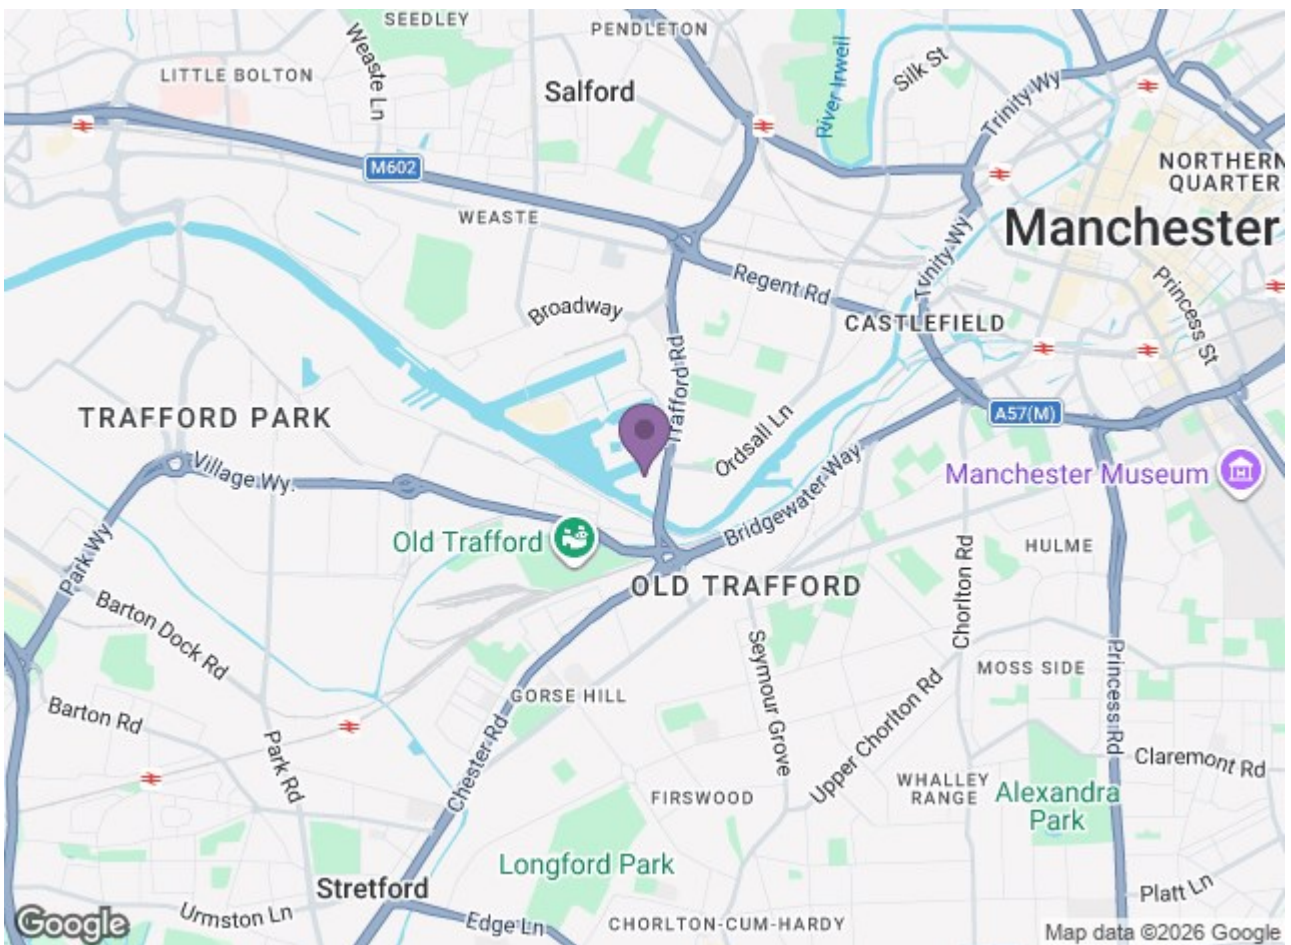 SEEDLEY
PENDLETON
Weaste Ln
LITTLE BOLTON
Salford
River Irwell
Silk St
Trinity Wy
M602
NORTHERN
QUARTER
WEASTE
Manchester
Trinity Wy
Regent Rd
Princess St
Broadway
CASTLEFIELD
Trafford Rd
TRAFFORD PARK
Ordsall Ln
A57(M)
Village Wy.
Bridgewater Way
Manchester Museum
Old Trafford
Park Wy
HULME
OLD TRAFFORD
Chorlton Rd
Barton Dock Rd
Seymour Grove
MOSS SIDE
Princess Rd
GORSE HILL
Upper Chorlton Rd
Barton Rd
Park Rd
Chester Rd
Claremont Rd
WHALLEY
RANGE
FIRSWOOD
Alexandra
Park
Longford Park
Stretford
Platt Ln
Urmston Ln
Edge Ln
CHORLTON-CUM-HARDY
Google
Map data ©2026 Google